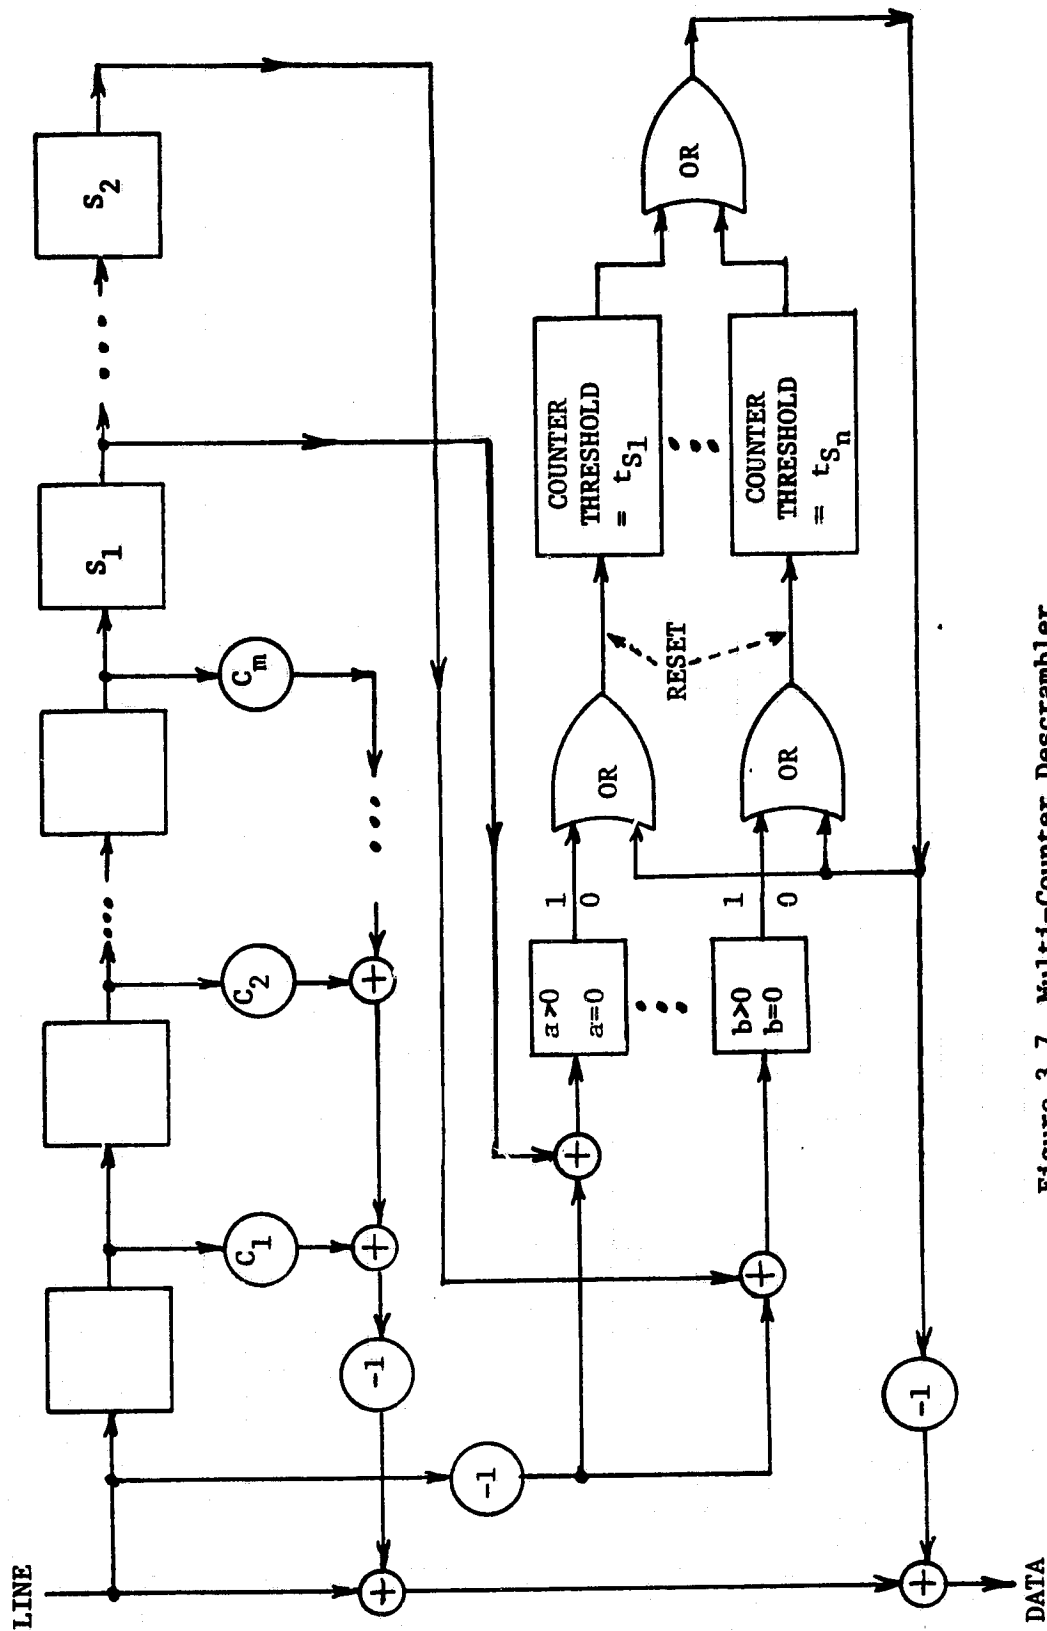 LINE
S1
S2
C1
C2
Cm
-1
-1
a>0
a=0
1
0
OR
COUNTER
THRESHOLD
= tS1
RESET
OR
b>0
b=0
1
0
OR
COUNTER
THRESHOLD
= tSn
-1
DATA
Figure 3.7 Multi-Counter Descrambler